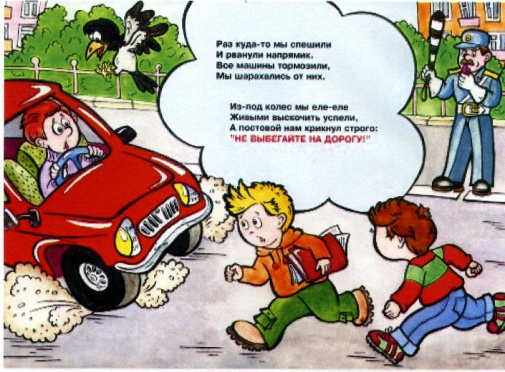 Раз куда-то мы спешили
И рванули напрямик.
Все машины тормозили,
Мы шарахались от них.
Из-под колес мы еле-еле
Живыми выскочить успели,
А постовой нам крикнул строго:
"НЕ ВЫБЕГАЙТЕ НА ДОРОГУ!"